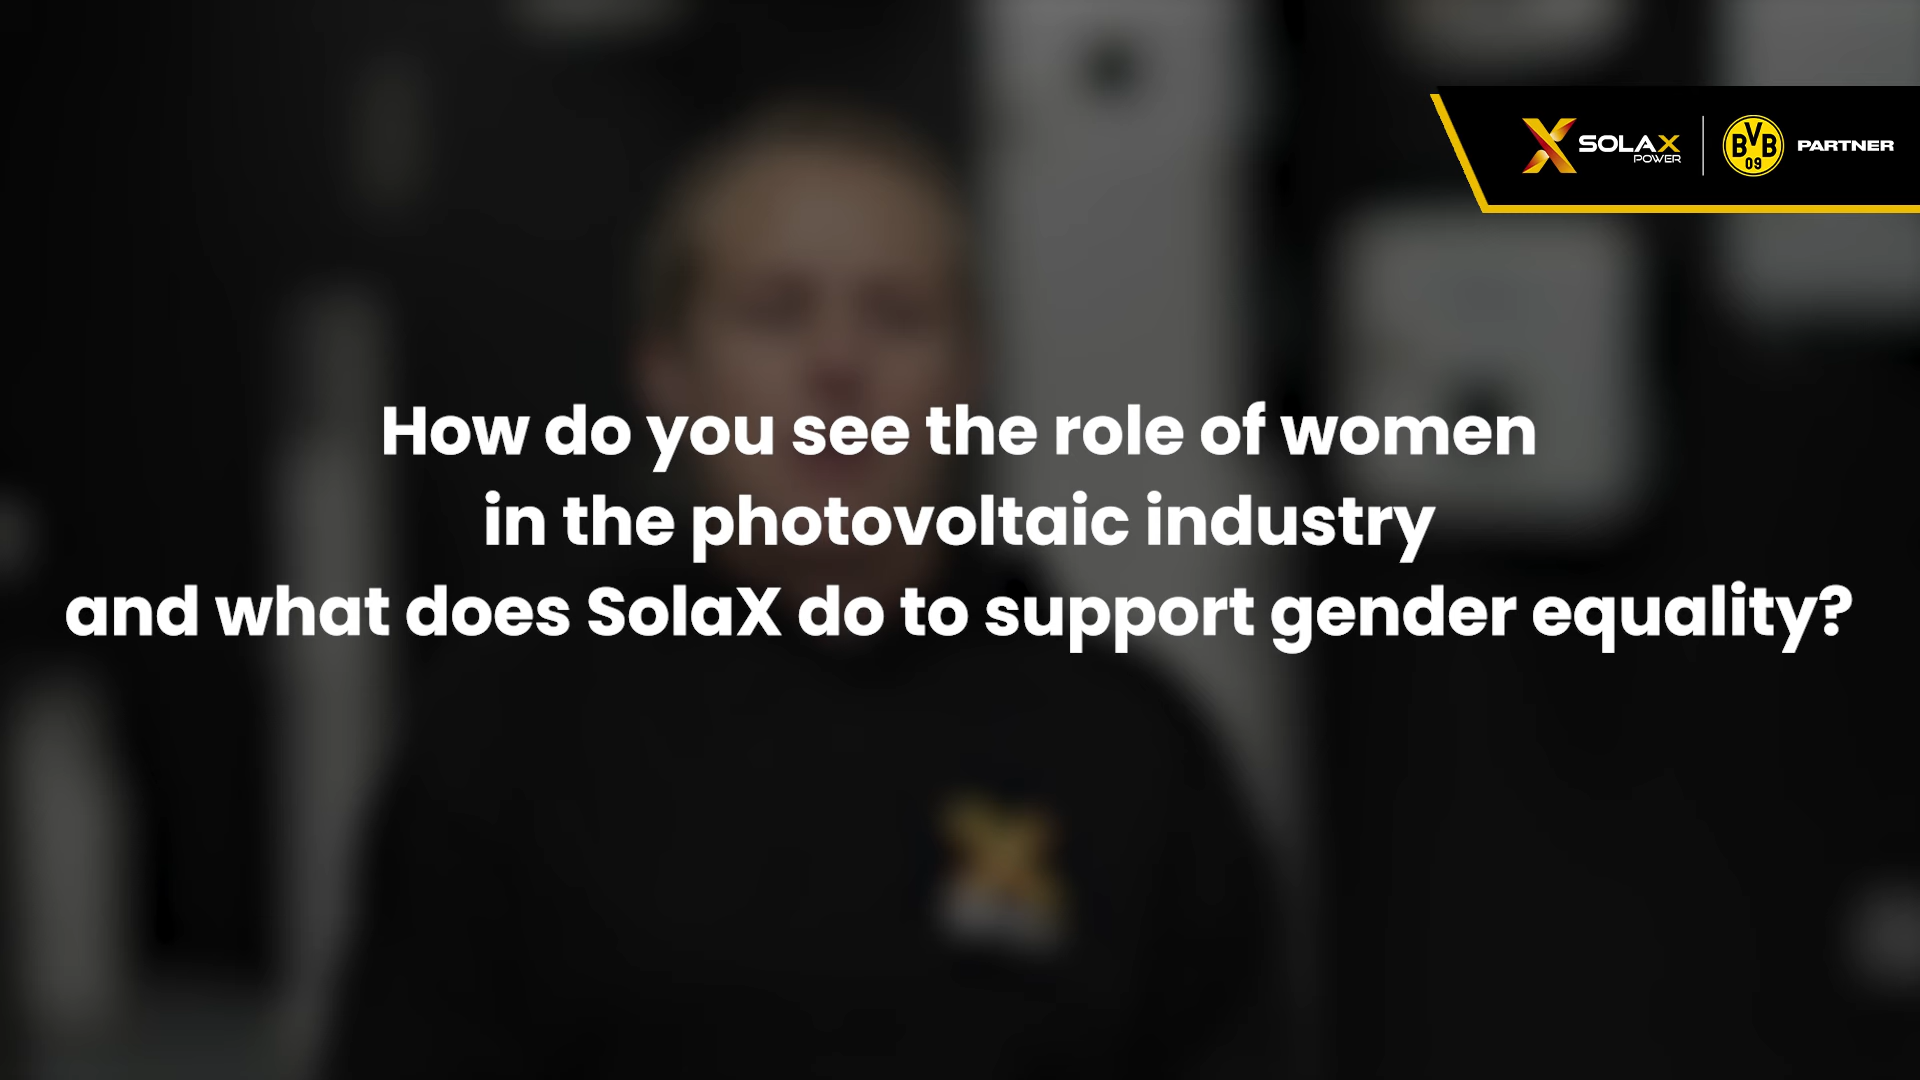 SOLAX
POWER
BVB
09
PARTNER
How do you see the role of women
in the photovoltaic industry
and what does SolaX do to support gender equality?